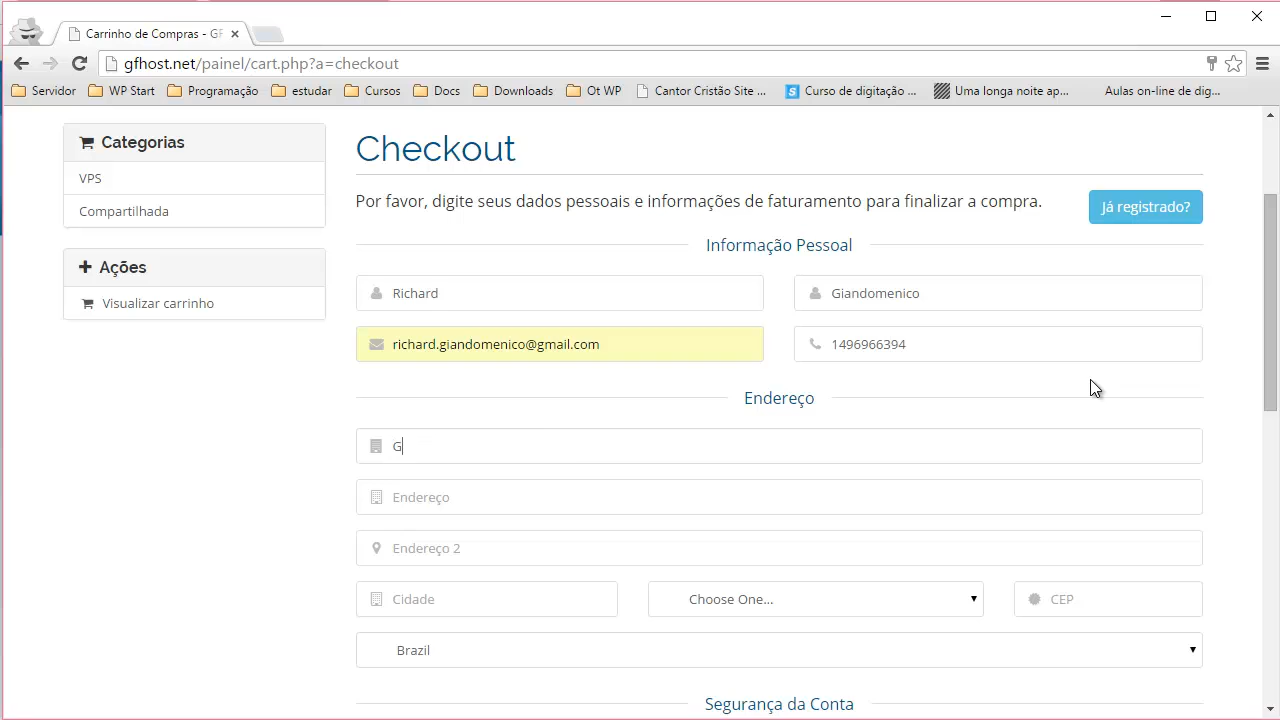 Carrinho de Compras - GF
gfhost.net/painel/cart.php?a=checkout
Servidor WP Start Programação estudar Cursos Docs Downloads Ot WP Cantor Cristão Site ... Curso de digitação ... Uma longa noite ap... Aulas on-line de dig...
Categorias
VPS
Compartilhada
Ações
Visualizar carrinho
Checkout
Por favor, digite seus dados pessoais e informações de faturamento para finalizar a compra.
Já registrado?
Informação Pessoal
Richard Giandomenico
richard.giandomenico@gmail.com 1496966394
Endereço
G
Endereço
Endereço 2
Cidade Choose One... CEP
Brazil
Segurança da Conta